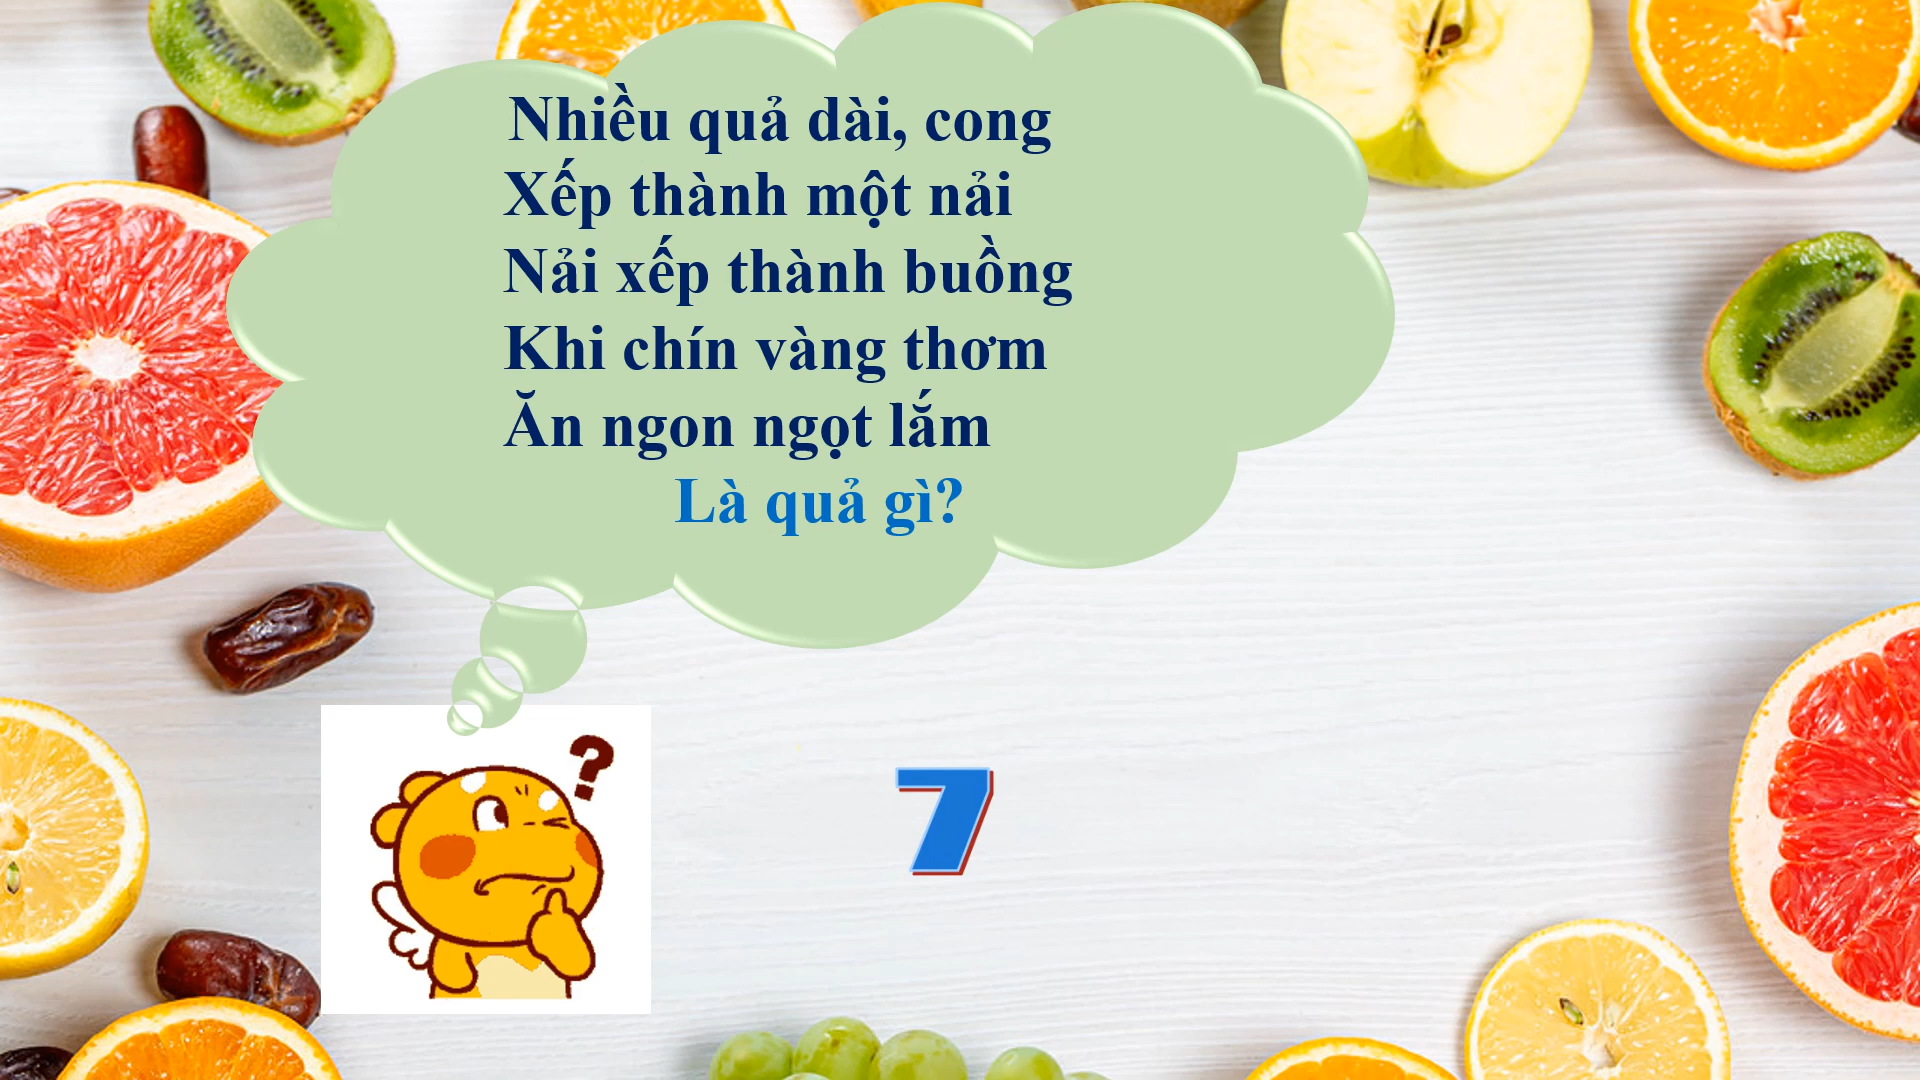 Nhiều quả dài, cong
Xếp thành một nải
Nải xếp thành buồng
Khi chín vàng thơm
Ăn ngon ngọt lắm
Là quả gì?
?
7